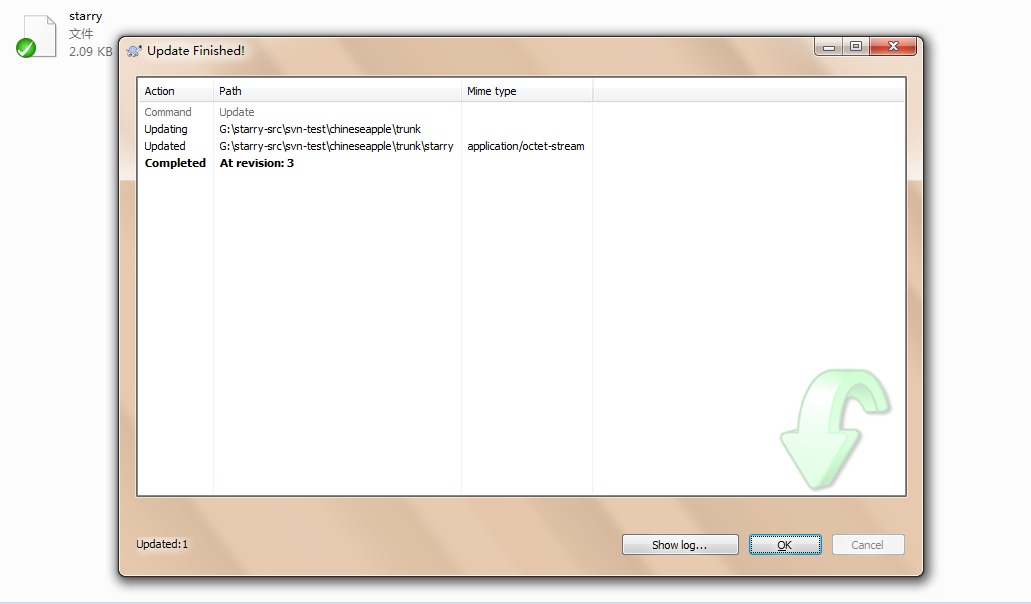 starry
文件
2.09 KB
Update Finished!
Action Path Mime type
Command Update
Updating G:\starry-src\svn-test\chineseapple\trunk
Updated G:\starry-src\svn-test\chineseapple\trunk\starry application/octet-stream
Completed At revision: 3
Updated:1
Show log... OK Cancel